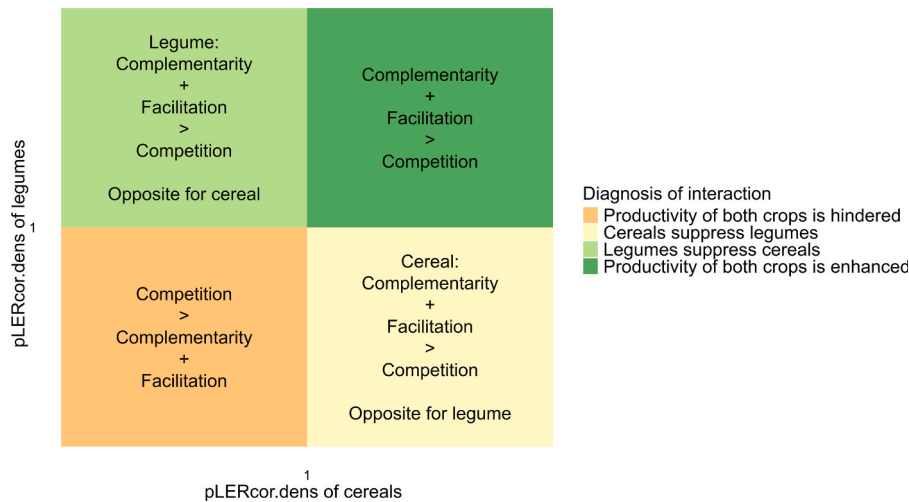 Legume:
Complementarity
+
Facilitation
>
Competition
Opposite for cereal
Complementarity
+
Facilitation
>
Competition
Competition
>
Complementarity
+
Facilitation
Cereal:
Complementarity
+
Facilitation
>
Competition
Opposite for legume
pLERcor.dens of legumes
1
1
pLERcor.dens of cereals
Diagnosis of interaction
Productivity of both crops is hindered
Cereals suppress legumes
Legumes suppress cereals
Productivity of both crops is enhanced